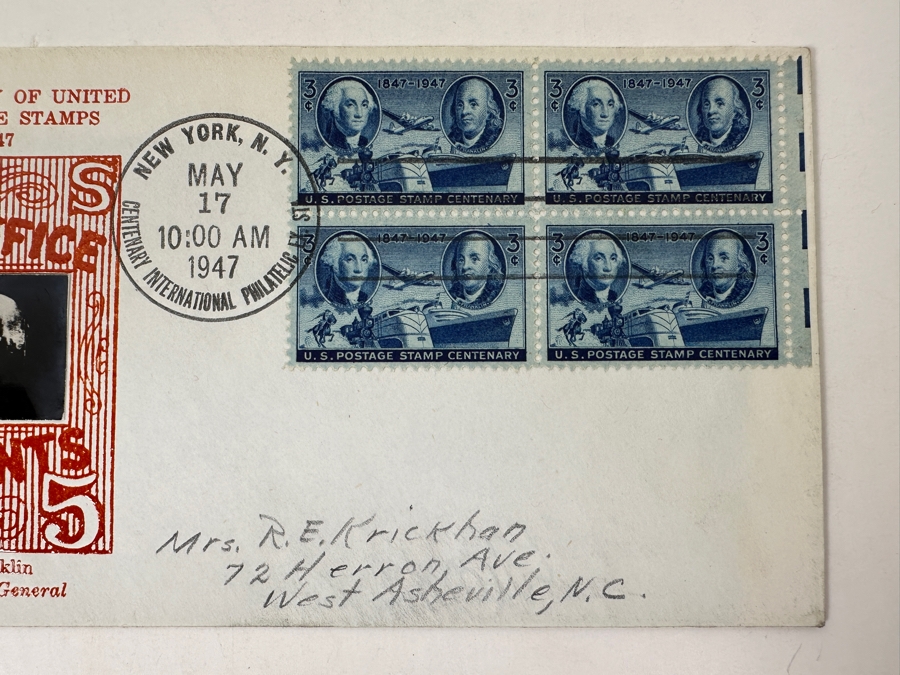 Y OF UNITED
E STAMPS
47
S
FFICE
NTS
5
klin
General
NEW YORK, N. Y.
MAY
17
10:00 AM
1947
CENTENARY INTERNATIONAL PHILATELIC
3¢ 1847-1947 3¢
U.S. POSTAGE STAMP CENTENARY
3¢ 1847-1947 3¢
U.S. POSTAGE STAMP CENTENARY
3¢ 1847-1947 3¢
U.S. POSTAGE STAMP CENTENARY
3¢ 1847-1947 3¢
U.S. POSTAGE STAMP CENTENARY
Mrs. R.E. Krickhan
72 Herron Ave.
West Asheville, N.C.